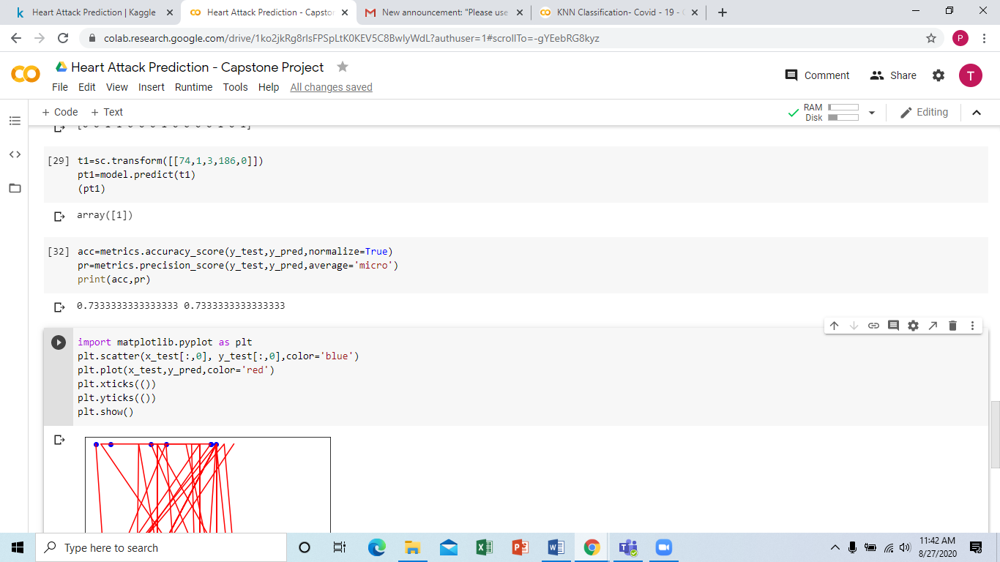 Heart Attack Prediction | Kaggle
Heart Attack Prediction - Capstor
New announcement: "Please use
KNN Classification- Covid - 19 -
colab.research.google.com/drive/1ko2jkRg8rlsFPSpLtK0KEV5C8BwlyWdL?authuser=1#scrollTo=-gYEebRG8kyz
P
Heart Attack Prediction - Capstone Project
Comment
Share
T
File Edit View Insert Runtime Tools Help All changes saved
+ Code + Text
RAM
Disk
Editing
[29] t1=sc.transform([[74,1,3,186,0]])
pt1=model.predict(t1)
(pt1)
array([1])
[32] acc=metrics.accuracy_score(y_test,y_pred,normalize=True)
pr=metrics.precision_score(y_test,y_pred,average='micro')
print(acc,pr)
0.7333333333333333 0.7333333333333333
import matplotlib.pyplot as plt
plt.scatter(x_test[:,0], y_test[:,0],color='blue')
plt.plot(x_test,y_pred,color='red')
plt.xticks(())
plt.yticks(())
plt.show()
Type here to search
11:42 AM
8/27/2020